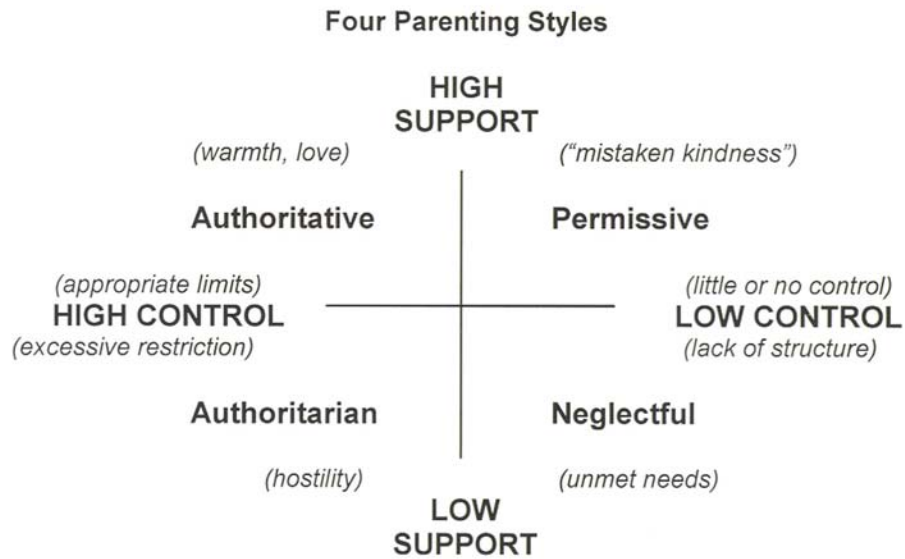 Four Parenting Styles
HIGH
SUPPORT
(warmth, love)
(“mistaken kindness”)
Authoritative
Permissive
(appropriate limits)
HIGH CONTROL
(excessive restriction)
(little or no control)
LOW CONTROL
(lack of structure)
Authoritarian
Neglectful
(hostility)
(unmet needs)
LOW
SUPPORT